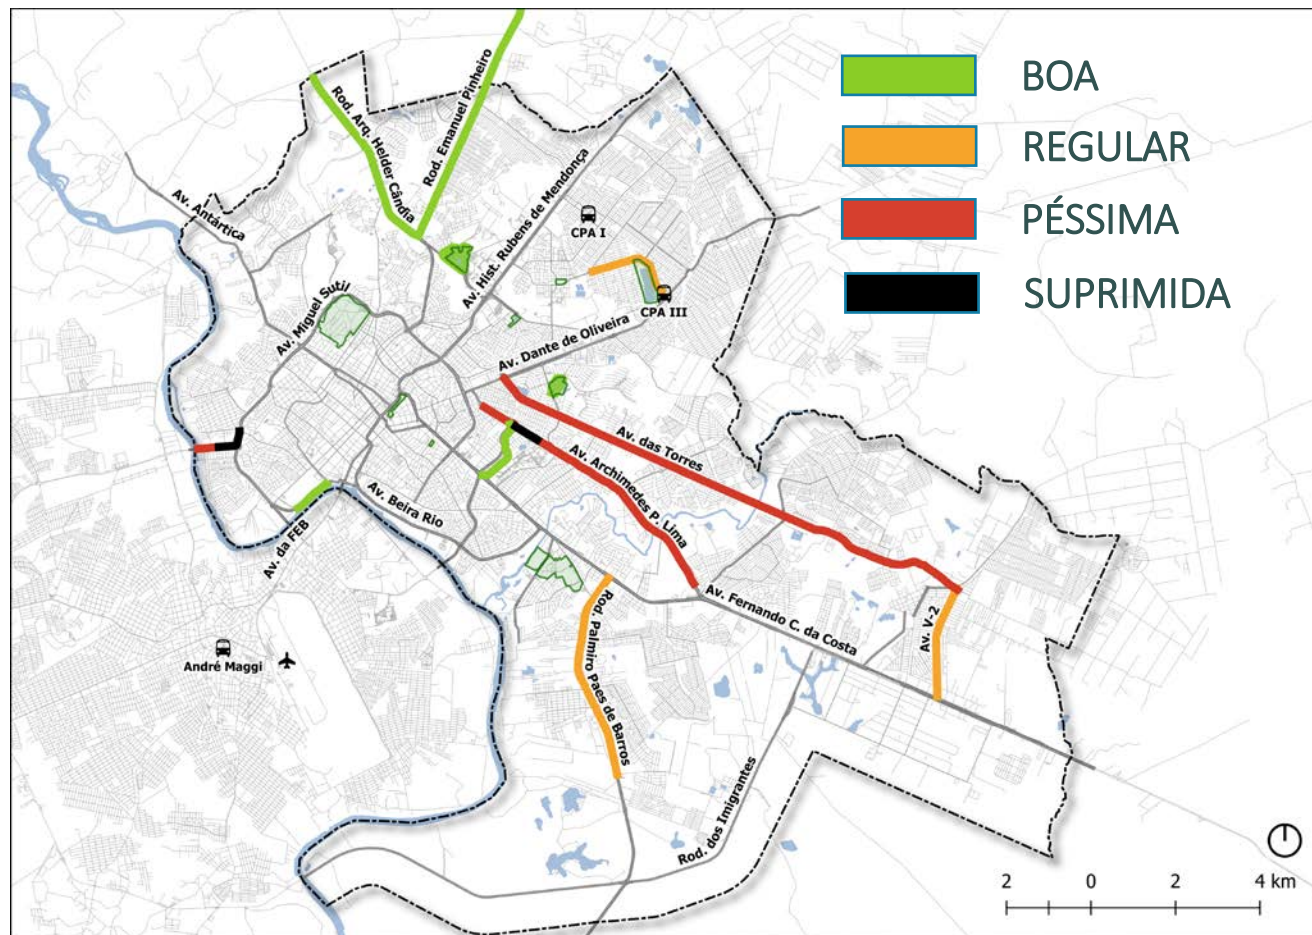 BOA
REGULAR
PÉSSIMA
SUPRIMIDA
Rod. Arq. Helder Cândia
Rod. Emanuel Pinheiro
Av. Antártica
Av. Hist. Rubens de Mendonça
CPA I
Av. Miguel Sutil
CPA III
Av. Dante de Oliveira
Av. das Torres
Av. Archimedes P. Lima
Av. Beira Rio
Av. da FEB
Av. Fernando C. da Costa
Av. V-2
Rod. Palmiro Paes de Barros
André Maggi
Rod. dos Imigrantes
2 0 2 4 km